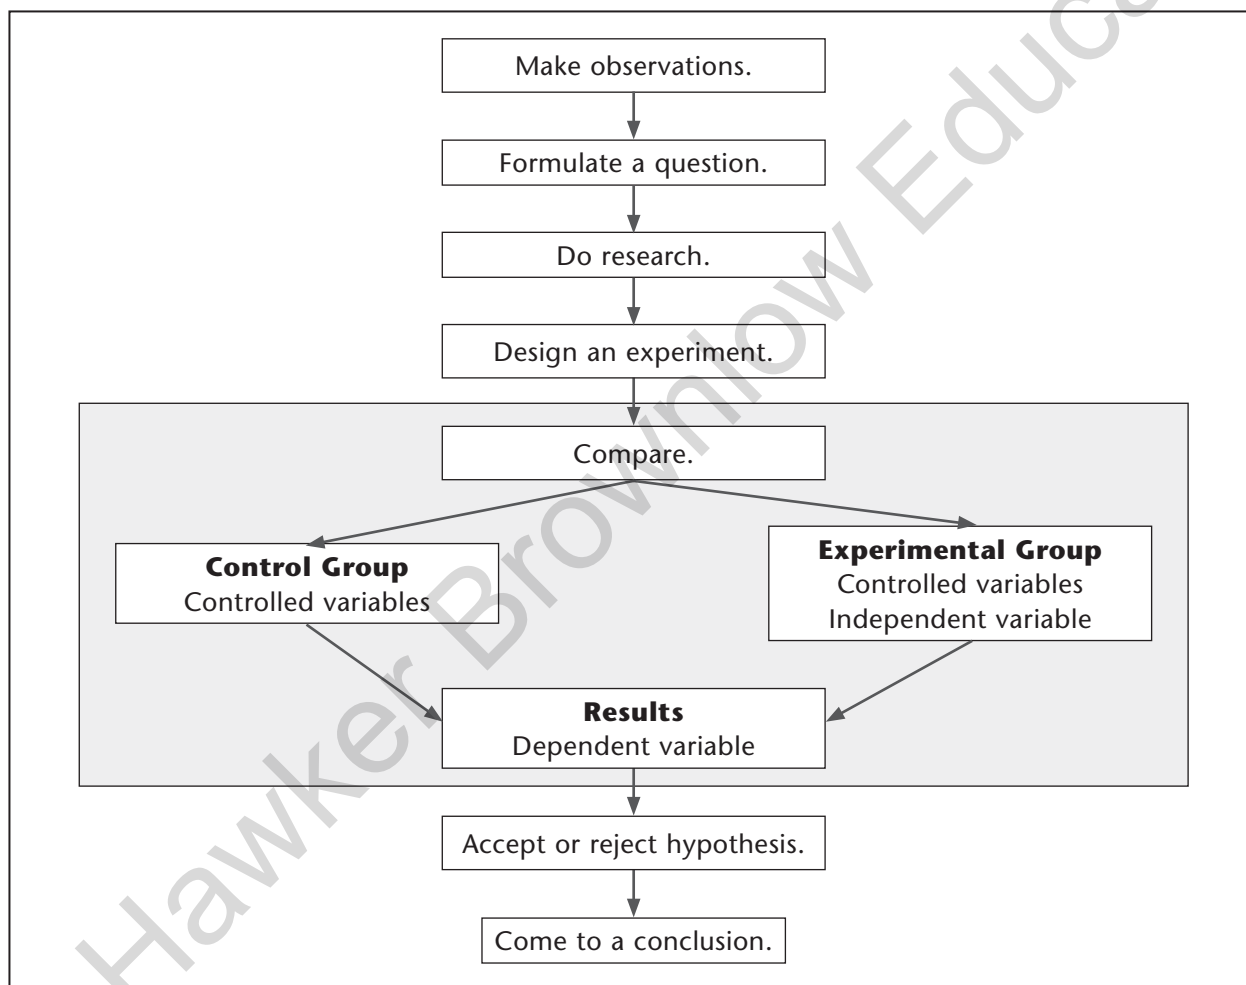 Make observations.
Formulate a question.
Do research.
Design an experiment.
Compare.
Control Group
Controlled variables
Experimental Group
Controlled variables
Independent variable
Results
Dependent variable
Accept or reject hypothesis.
Come to a conclusion.
Hawker Brownlow Educa